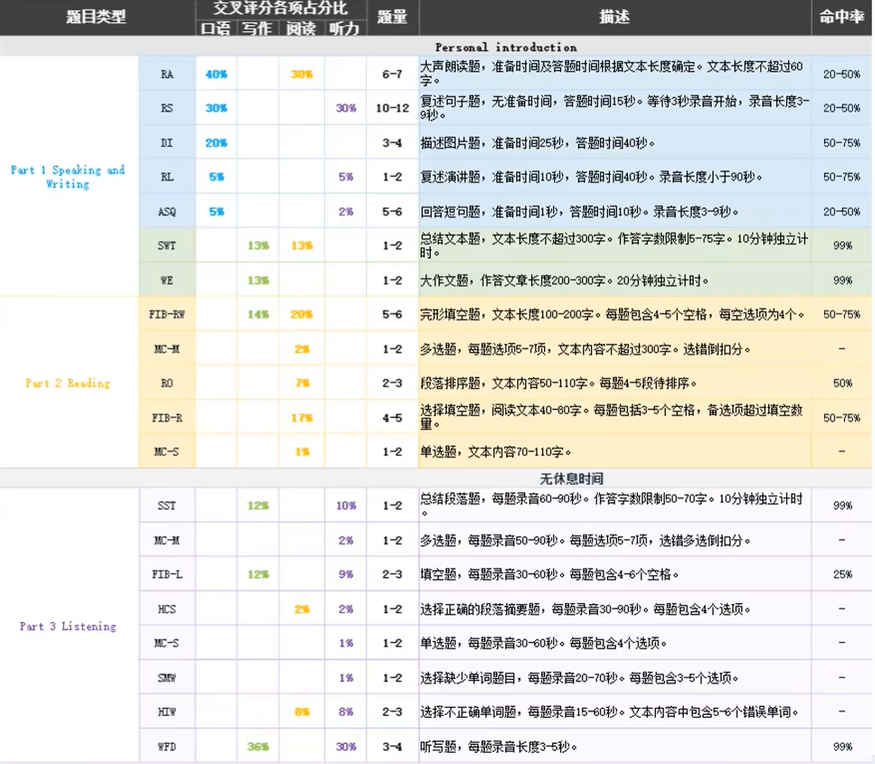 题目类型 交叉评分各项占分比 题量 描述 命中率
口语 写作 阅读 听力
Personal introduction
Part 1 Speaking and Writing
RA 40% 30% 6-7 大声朗读题，准备时间及答题时间根据文本长度确定。文本长度不超过60字。 20-50%
RS 30% 30% 10-12 复述句子题，无准备时间，答题时间15秒。等待3秒录音开始，录音长度3-9秒。 20-50%
DI 20% 3-4 描述图片题，准备时间25秒，答题时间40秒。 50-75%
RL 5% 5% 1-2 复述演讲题，准备时间10秒，答题时间40秒。录音长度小于90秒。 50-75%
ASQ 5% 2% 5-6 回答短句题，准备时间1秒，答题时间10秒。录音长度3-9秒。 20-50%
SWT 13% 13% 1-2 总结文本题，文本长度不超过300字。作答字数限制5-75字。10分钟独立计时。 99%
WE 13% 1-2 大作文题，作答文章长度200-300字。20分钟独立计时。 99%
Part 2 Reading
FIB-RW 14% 20% 5-6 完形填空题，文本长度100-200字。每题包含4-5个空格，每空选项为4个。 50-75%
MC-M 2% 1-2 多选题，每题选项5-7项，文本内容不超过300字。选错倒扣分。 -
RO 7% 2-3 段落排序题，文本内容50-110字。每题4-5段待排序。 50%
FIB-R 17% 4-5 选择填空题，阅读文本40-80字。每题包括3-5个空格，备选项超过填空数量。 50-75%
MC-S 1% 1-2 单选题，文本内容70-110字。 -
无休息时间
Part 3 Listening
SST 12% 10% 1-2 总结段落题，每题录音60-90秒。作答字数限制50-70字。10分钟独立计时。 99%
MC-M 2% 1-2 多选题，每题录音50-90秒。每题选项5-7项，选错多选倒扣分。 -
FIB-L 12% 9% 2-3 填空题，每题录音30-60秒。每题包含4-6个空格。 25%
HCS 2% 2% 1-2 选择正确的段落摘要题，每题录音30-90秒。每题包含4个选项。 -
MC-S 1% 1-2 单选题，每题录音30-60秒。每题包含4个选项。 -
SMW 1% 1-2 选择缺少单词题目，每题录音20-70秒。每题包含3-5个选项。 -
HIW 8% 8% 2-3 选择不正确单词题，每题录音15-60秒。文本内容中包含5-6个错误单词。 -
WFD 36% 30% 3-4 听写题，每题录音长度3-5秒。 99%